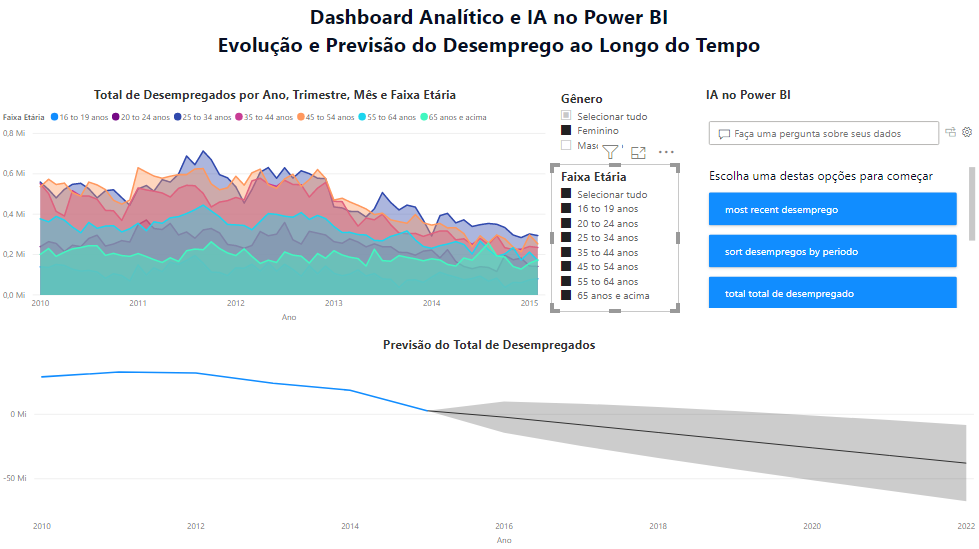 Dashboard Analítico e IA no Power BI
Evolução e Previsão do Desemprego ao Longo do Tempo
Total de Desempregados por Ano, Trimestre, Mês e Faixa Etária
Faixa Etária 16 to 19 anos 20 to 24 anos 25 to 34 anos 35 to 44 anos 45 to 54 anos 55 to 64 anos 65 anos e acima
0,8 Mi
0,6 Mi
0,4 Mi
0,2 Mi
0,0 Mi
2010 2011 2012 2013 2014 2015
Ano
Gênero
Selecionar tudo
Feminino
Faixa Etária
Selecionar tudo
16 to 19 anos
20 to 24 anos
25 to 34 anos
35 to 44 anos
45 to 54 anos
55 to 64 anos
65 anos e acima
IA no Power BI
Faça uma pergunta sobre seus dados
Escolha uma destas opções para começar
most recent desemprego
sort desempregos by período
total total de desempregado
Previsão do Total de Desempregados
0 Mi
-50 Mi
2010 2012 2014 2016 2018 2020 2022
Ano